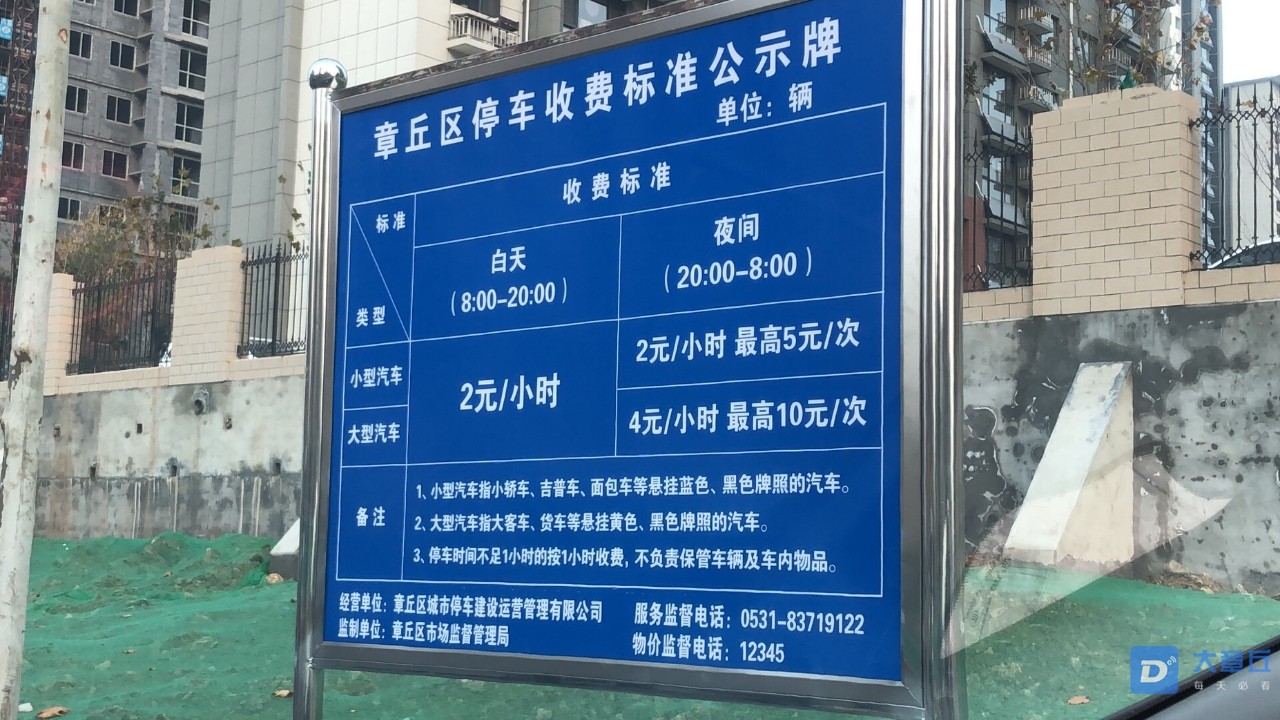 章丘区停车收费标准公示牌
单位：辆
标准
类型
收费标准
白天
（8:00-20:00）
夜间
（20:00-8:00）
小型汽车
大型汽车
2元/小时
2元/小时 最高5元/次
4元/小时 最高10元/次
备注
1、小型汽车指小轿车、吉普车、面包车等悬挂蓝色、黑色牌照的汽车。
2、大型汽车指大客车、货车等悬挂黄色、黑色牌照的汽车。
3、停车时间不足1小时的按1小时收费，不负责保管车辆及车内物品。
经营单位：章丘区城市停车建设运营管理有限公司
监制单位：章丘区市场监督管理局
服务监督电话：0531-83719122
物价监督电话：12345
D
大章丘
每天必看